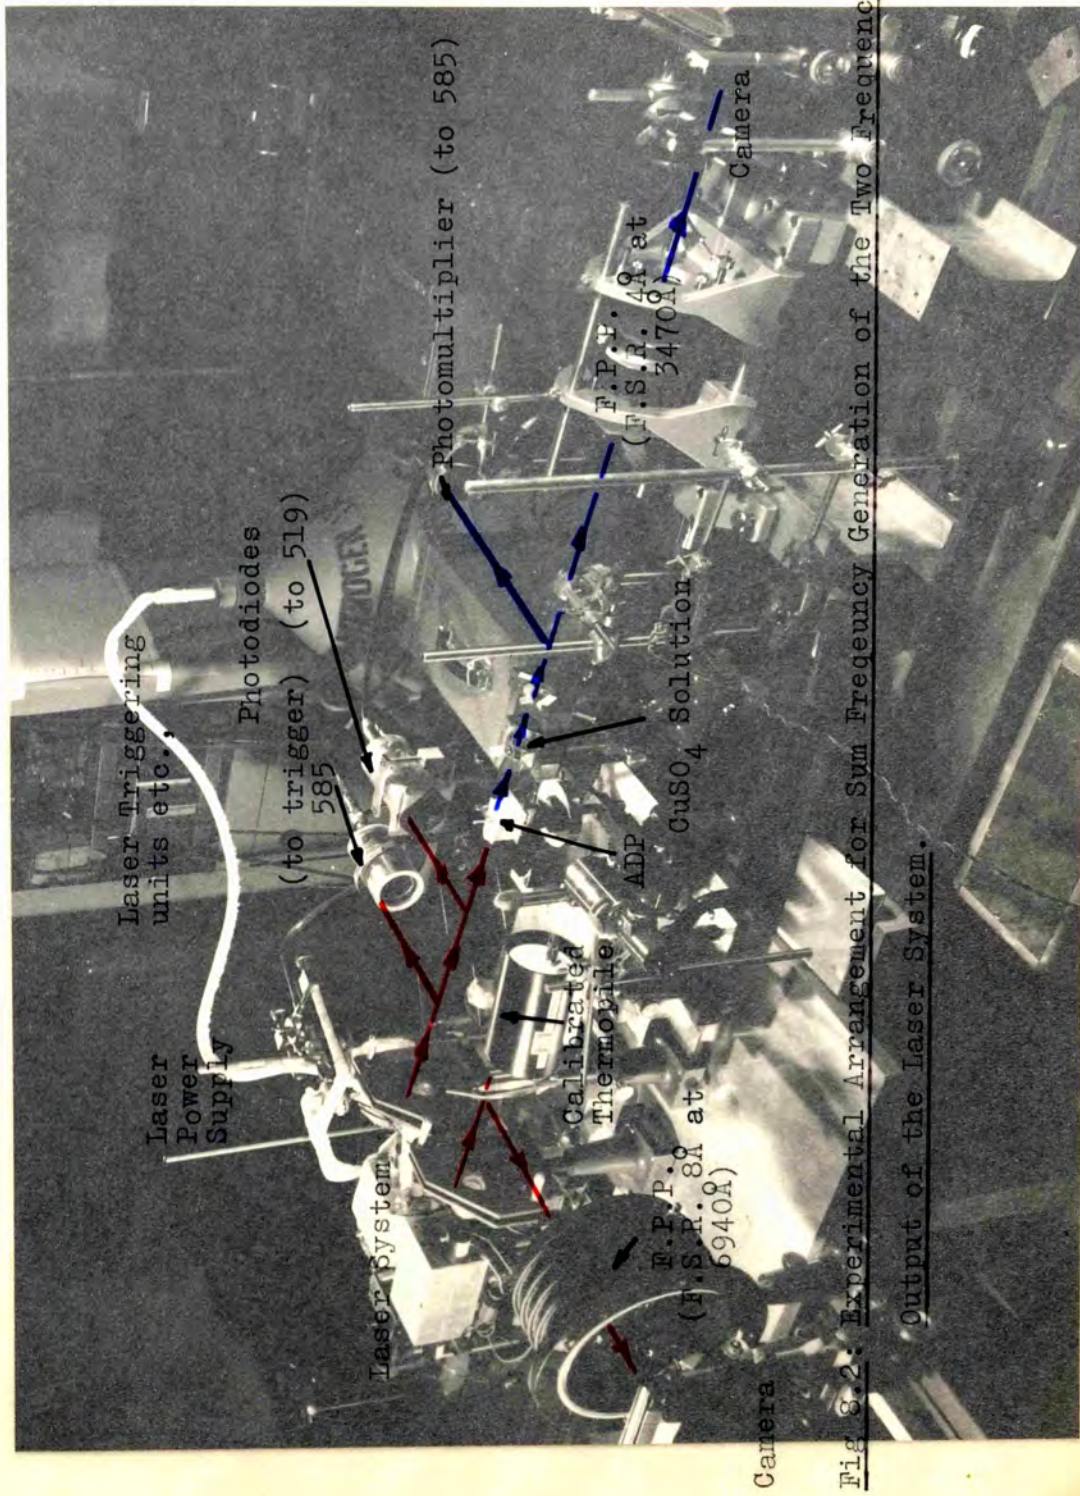 Laser Triggering
units etc.,
Laser
Power
Supply
Photodiodes
(to trigger) (to 519)
585
Photomultiplier (to 585)
Laser System
Calibrated
Thermopile
ADP
CuSO4 Solution
F.P.P.
(F.S.R. 4Å at
3470Å)
Camera
F.P.P.
(F.S.R. 8Å at
6940Å)
Camera
Fig 8.2: Experimental Arrangement for Sum Freqeuncy Generation of the Two Frequenc
Output of the Laser System.